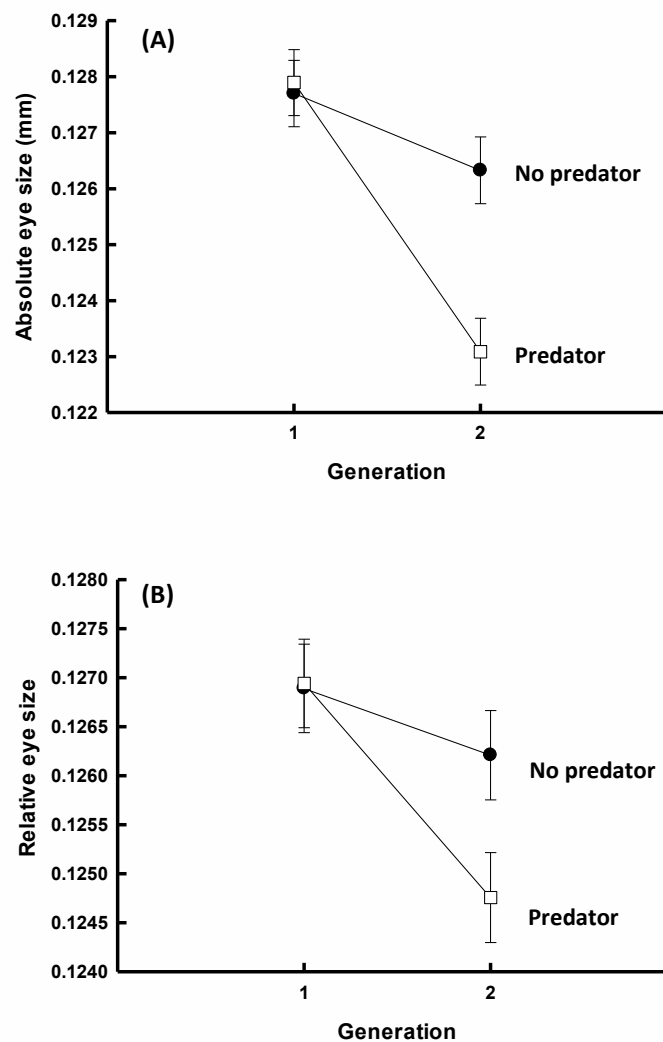 (A)
Absolute eye size (mm)
0.129
0.128
0.127
0.126
0.125
0.124
0.123
0.122
No predator
Predator
1 2
Generation
(B)
Relative eye size
0.1280
0.1275
0.1270
0.1265
0.1260
0.1255
0.1250
0.1245
0.1240
No predator
Predator
1 2
Generation